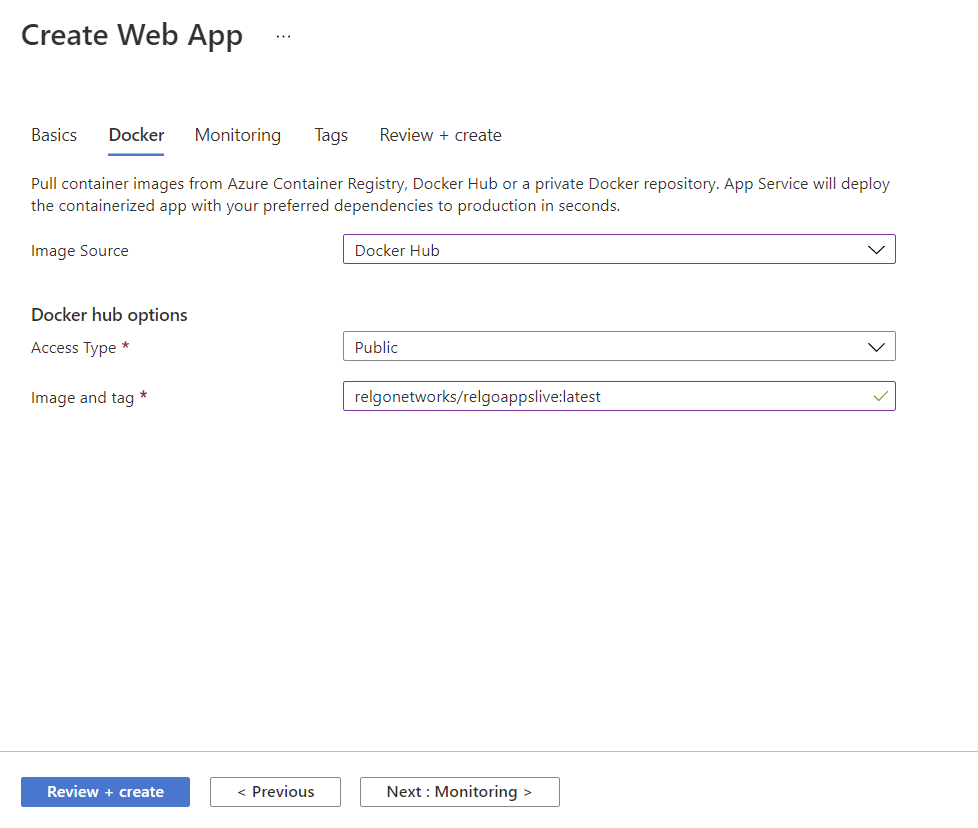 Create Web App ...
Basics Docker Monitoring Tags Review + create
Pull container images from Azure Container Registry, Docker Hub or a private Docker repository. App Service will deploy
the containerized app with your preferred dependencies to production in seconds.
Image Source Docker Hub
Docker hub options
Access Type * Public
Image and tag * relgonetworks/relgoappslive:latest
Review + create < Previous Next : Monitoring >